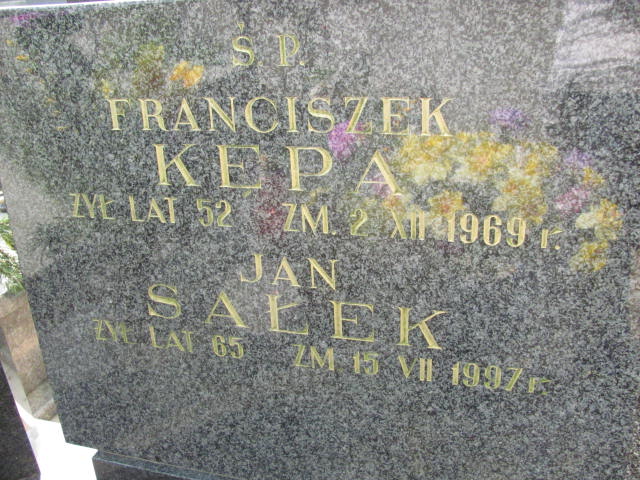 Ś P.
FRANCISZEK
KĘPA
ŻYŁ LAT 52 ZM. 2 XII 1969 r.
JAN
SAŁEK
ŻYŁ LAT 65 ZM 15 VII 1997 r.